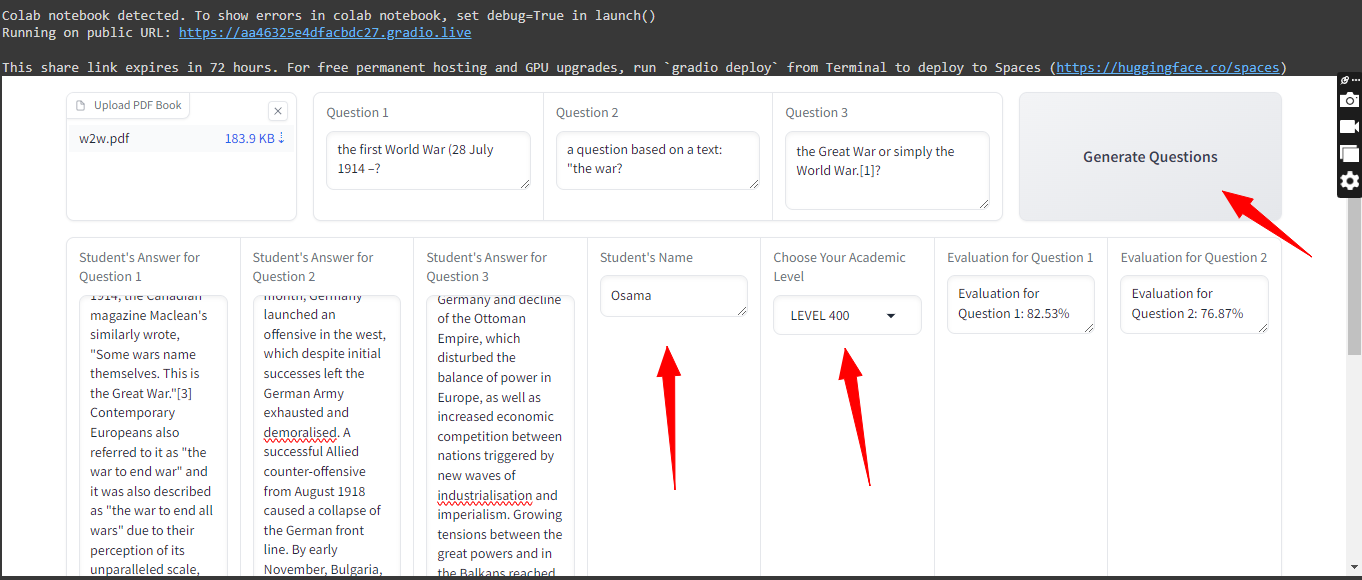 Colab notebook detected. To show errors in colab notebook, set debug=True in launch()
Running on public URL: https://aa46325e4dfacbdc27.gradio.live
This share link expires in 72 hours. For free permanent hosting and GPU upgrades, run `gradio deploy` from Terminal to deploy to Spaces (https://huggingface.co/spaces)
Upload PDF Book
w2w.pdf
183.9 KB ⇣
Question 1
the first World War (28 July
1914 –?
Question 2
a question based on a text:
"the war?
Question 3
the Great War or simply the
World War.[1]?
Generate Questions
Student's Answer for
Question 1
1914, the Canadian
magazine Maclean's
similarly wrote,
"Some wars name
themselves. This is
the Great War."[3]
Contemporary
Europeans also
referred to it as "the
war to end war" and
it was also described
as "the war to end all
wars" due to their
perception of its
unparalleled scale,
Student's Answer for
Question 2
month, Germany
launched an
offensive in the west,
which despite initial
successes left the
German Army
exhausted and
demoralised. A
successful Allied
counter-offensive
from August 1918
caused a collapse of
the German front
line. By early
November, Bulgaria,
Student's Answer for
Question 3
Germany and decline
of the Ottoman
Empire, which
disturbed the
balance of power in
Europe, as well as
increased economic
competition between
nations triggered by
new waves of
industrialisation and
imperialism. Growing
tensions between the
great powers and in
the Balkans reached
Student's Name
Osama
Choose Your Academic
Level
LEVEL 400
Evaluation for Question 1
Evaluation for
Question 1: 82.53%
Evaluation for Question 2
Evaluation for
Question 2: 76.87%